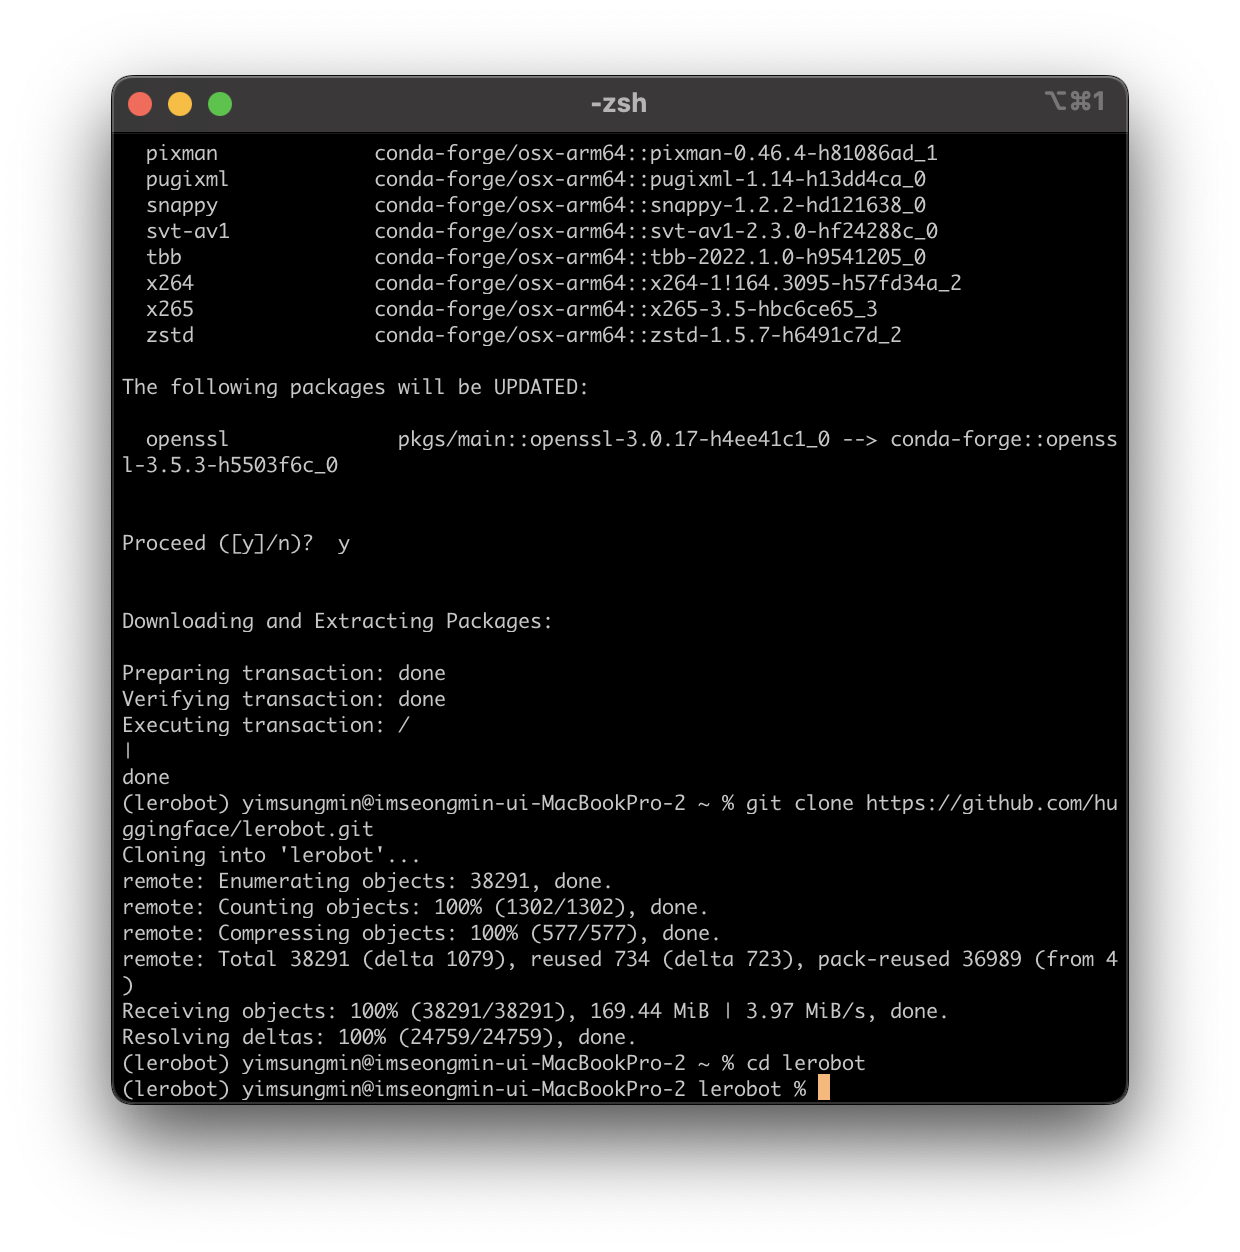 -zsh
⌥⌘1
pixman conda-forge/osx-arm64::pixman-0.46.4-h81086ad_1
pugixml conda-forge/osx-arm64::pugixml-1.14-h13dd4ca_0
snappy conda-forge/osx-arm64::snappy-1.2.2-hd121638_0
svt-av1 conda-forge/osx-arm64::svt-av1-2.3.0-hf24288c_0
tbb conda-forge/osx-arm64::tbb-2022.1.0-h9541205_0
x264 conda-forge/osx-arm64::x264-1!164.3095-h57fd34a_2
x265 conda-forge/osx-arm64::x265-3.5-hbc6ce65_3
zstd conda-forge/osx-arm64::zstd-1.5.7-h6491c7d_2
The following packages will be UPDATED:
openssl pkgs/main::openssl-3.0.17-h4ee41c1_0 --> conda-forge::openss
l-3.5.3-h5503f6c_0
Proceed ([y]/n)?  y
Downloading and Extracting Packages:
Preparing transaction: done
Verifying transaction: done
Executing transaction: /
|
done
(lerobot) yimsungmin@imseongmin-ui-MacBookPro-2 ~ % git clone https://github.com/hu
ggingface/lerobot.git
Cloning into 'lerobot'...
remote: Enumerating objects: 38291, done.
remote: Counting objects: 100% (1302/1302), done.
remote: Compressing objects: 100% (577/577), done.
remote: Total 38291 (delta 1079), reused 734 (delta 723), pack-reused 36989 (from 4
)
Receiving objects: 100% (38291/38291), 169.44 MiB | 3.97 MiB/s, done.
Resolving deltas: 100% (24759/24759), done.
(lerobot) yimsungmin@imseongmin-ui-MacBookPro-2 ~ % cd lerobot
(lerobot) yimsungmin@imseongmin-ui-MacBookPro-2 lerobot %